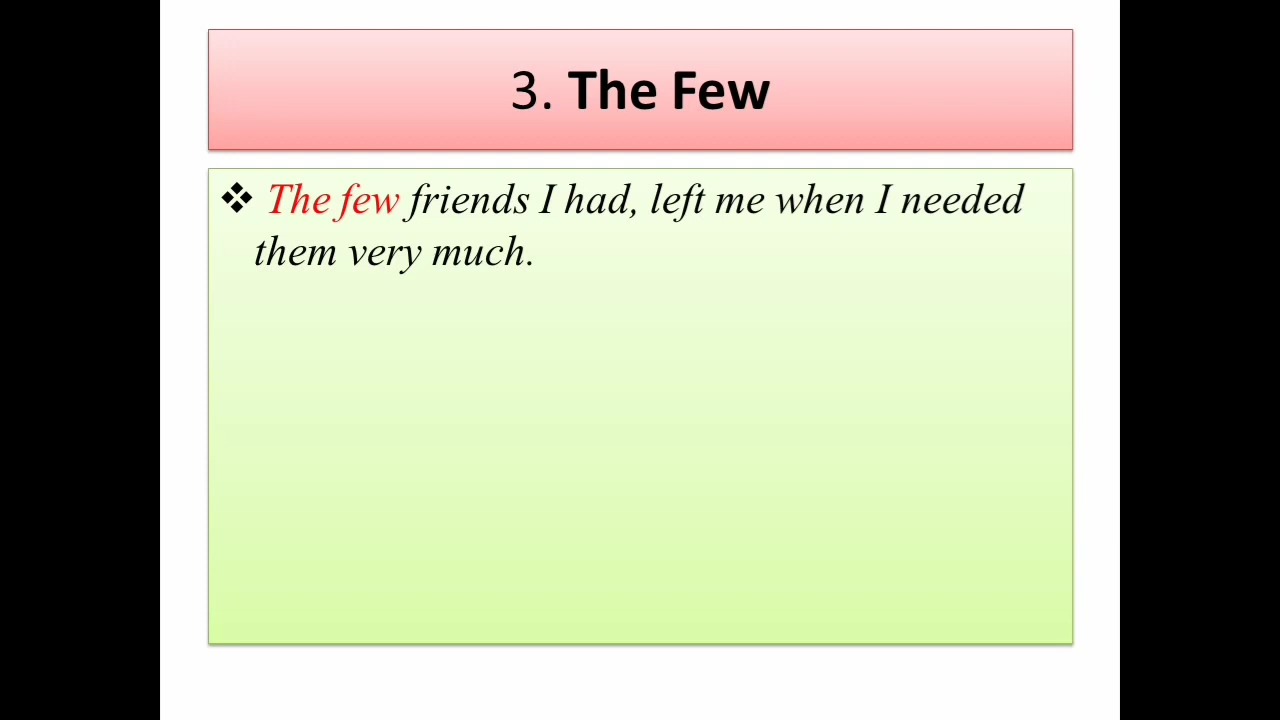 3. The Few
❖ The few friends I had, left me when I needed
them very much.